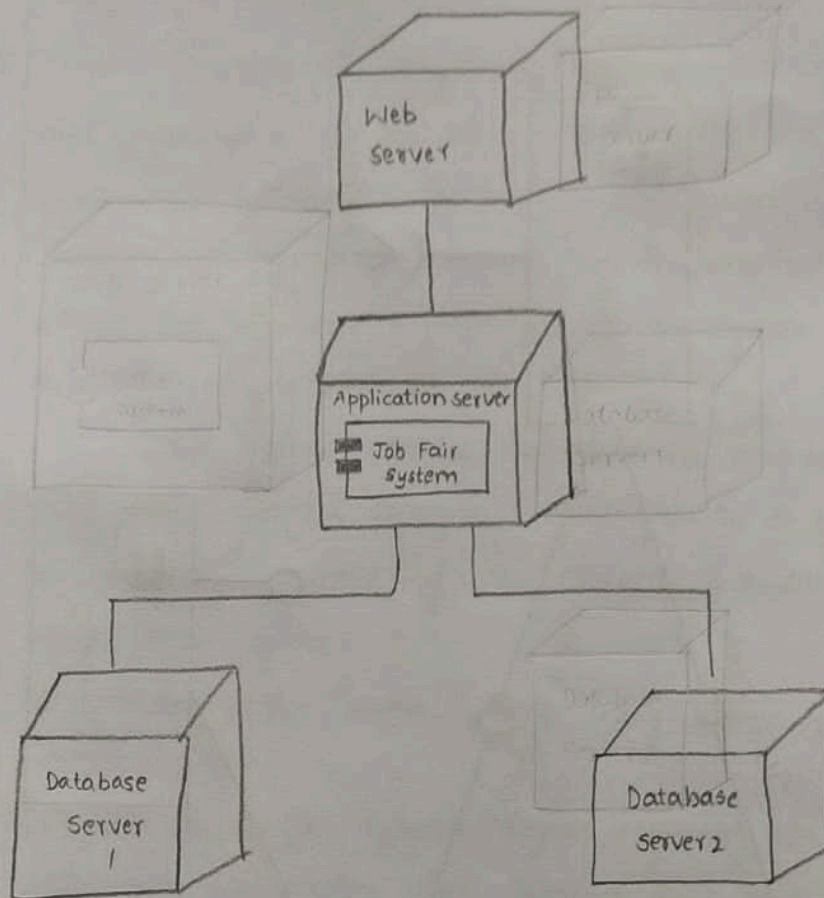 Web
server
Application server
Job Fair
system
Database
Server
1
Database
Server 2